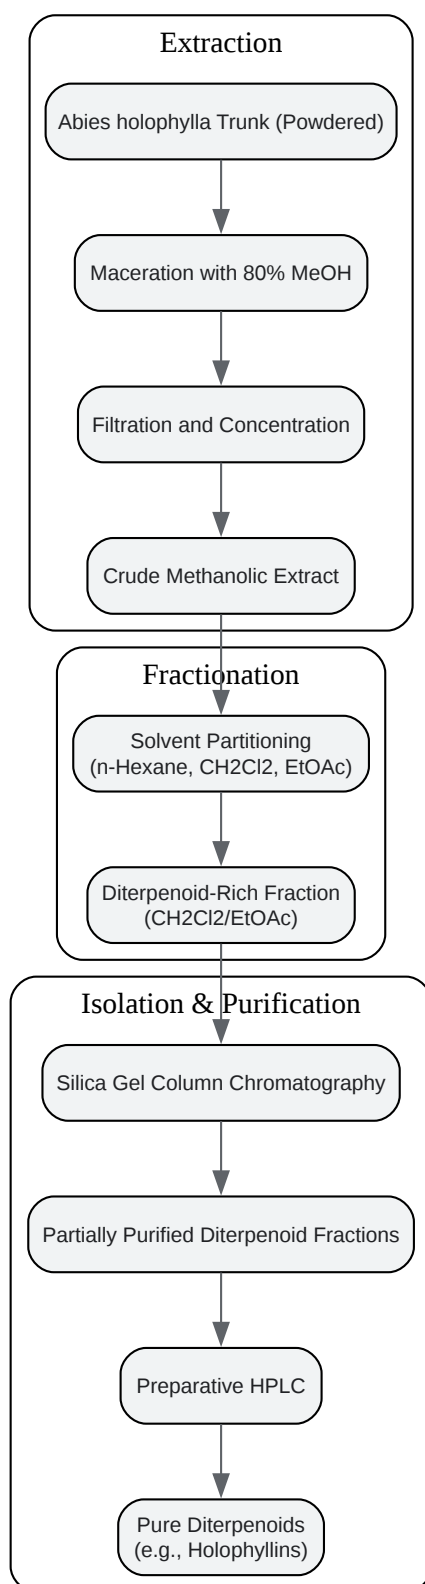 Extraction
Abies holophylla Trunk (Powdered)
Maceration with 80% MeOH
Filtration and Concentration
Crude Methanolic Extract
Fractionation
Solvent Partitioning
(n-Hexane, CH2Cl2, EtOAc)
Diterpenoid-Rich Fraction
(CH2Cl2/EtOAc)
Isolation & Purification
Silica Gel Column Chromatography
Partially Purified Diterpenoid Fractions
Preparative HPLC
Pure Diterpenoids
(e.g., Holophyllins)